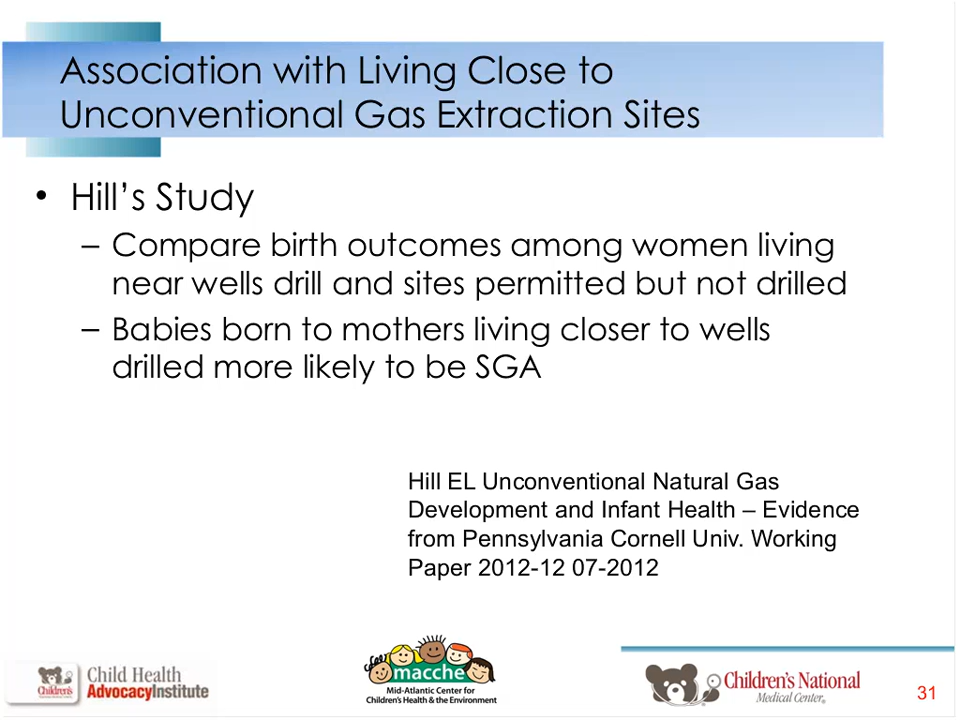 Association with Living Close to
Unconventional Gas Extraction Sites
• Hill's Study
– Compare birth outcomes among women living
near wells drill and sites permitted but not drilled
– Babies born to mothers living closer to wells
drilled more likely to be SGA
Hill EL Unconventional Natural Gas
Development and Infant Health – Evidence
from Pennsylvania Cornell Univ. Working
Paper 2012-12 07-2012
Children's
Child Health
AdvocacyInstitute
macche
Mid-Atlantic Center for
Children's Health & the Environment
Children's National
Medical Center
31